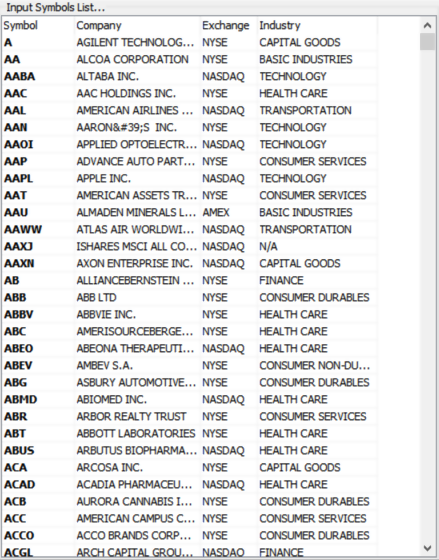 Input Symbols List...
Symbol Company Exchange Industry
A AGILENT TECHNOLOG... NYSE CAPITAL GOODS
AA ALCOA CORPORATION NYSE BASIC INDUSTRIES
AABA ALTABA INC. NASDAQ TECHNOLOGY
AAC AAC HOLDINGS INC. NYSE HEALTH CARE
AAL AMERICAN AIRLINES ... NASDAQ TRANSPORTATION
AAN AARON&#39;S INC. NYSE TECHNOLOGY
AAOI APPLIED OPTOELECTR... NASDAQ TECHNOLOGY
AAP ADVANCE AUTO PART... NYSE CONSUMER SERVICES
AAPL APPLE INC. NASDAQ TECHNOLOGY
AAT AMERICAN ASSETS TR... NYSE CONSUMER SERVICES
AAU ALMADEN MINERALS L... AMEX BASIC INDUSTRIES
AAWW ATLAS AIR WORLDWI... NASDAQ TRANSPORTATION
AAXJ ISHARES MSCI ALL CO... NASDAQ N/A
AAXN AXON ENTERPRISE INC. NASDAQ CAPITAL GOODS
AB ALLIANCEBERNSTEIN ... NYSE FINANCE
ABB ABB LTD NYSE CONSUMER DURABLES
ABBV ABBVIE INC. NYSE HEALTH CARE
ABC AMERISOURCEBERGE... NYSE HEALTH CARE
ABEO ABEONA THERAPEUTI... NASDAQ HEALTH CARE
ABEV AMBEV S.A. NYSE CONSUMER NON-DU...
ABG ASBURY AUTOMOTIVE... NYSE CONSUMER DURABLES
ABMD ABIOMED INC. NASDAQ HEALTH CARE
ABR ARBOR REALTY TRUST NYSE CONSUMER SERVICES
ABT ABBOTT LABORATORIES NYSE HEALTH CARE
ABUS ARBUTUS BIOPHARMA... NASDAQ HEALTH CARE
ACA ARCOSA INC. NYSE CAPITAL GOODS
ACAD ACADIA PHARMACEU... NASDAQ HEALTH CARE
ACB AURORA CANNABIS I... NYSE CONSUMER DURABLES
ACC AMERICAN CAMPUS C... NYSE CONSUMER SERVICES
ACCO ACCO BRANDS CORP... NYSE CONSUMER DURABLES
ACGL ARCH CAPITAL GROU... NASDAQ FINANCE